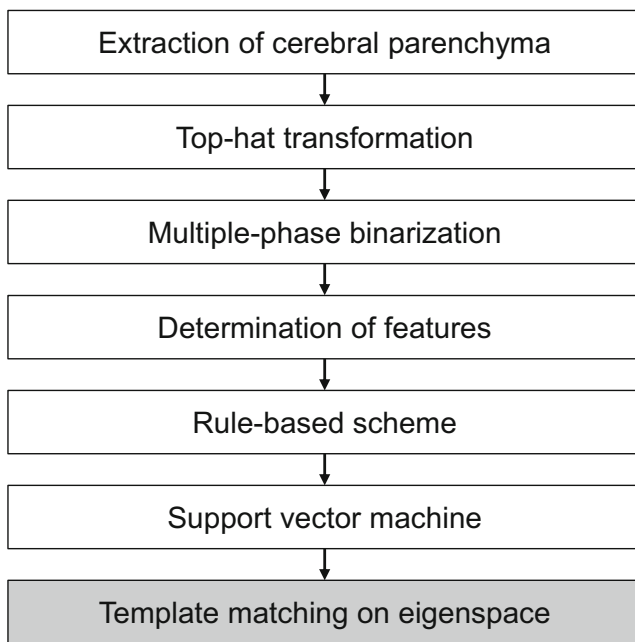 Extraction of cerebral parenchyma
Top-hat transformation
Multiple-phase binarization
Determination of features
Rule-based scheme
Support vector machine
Template matching on eigenspace